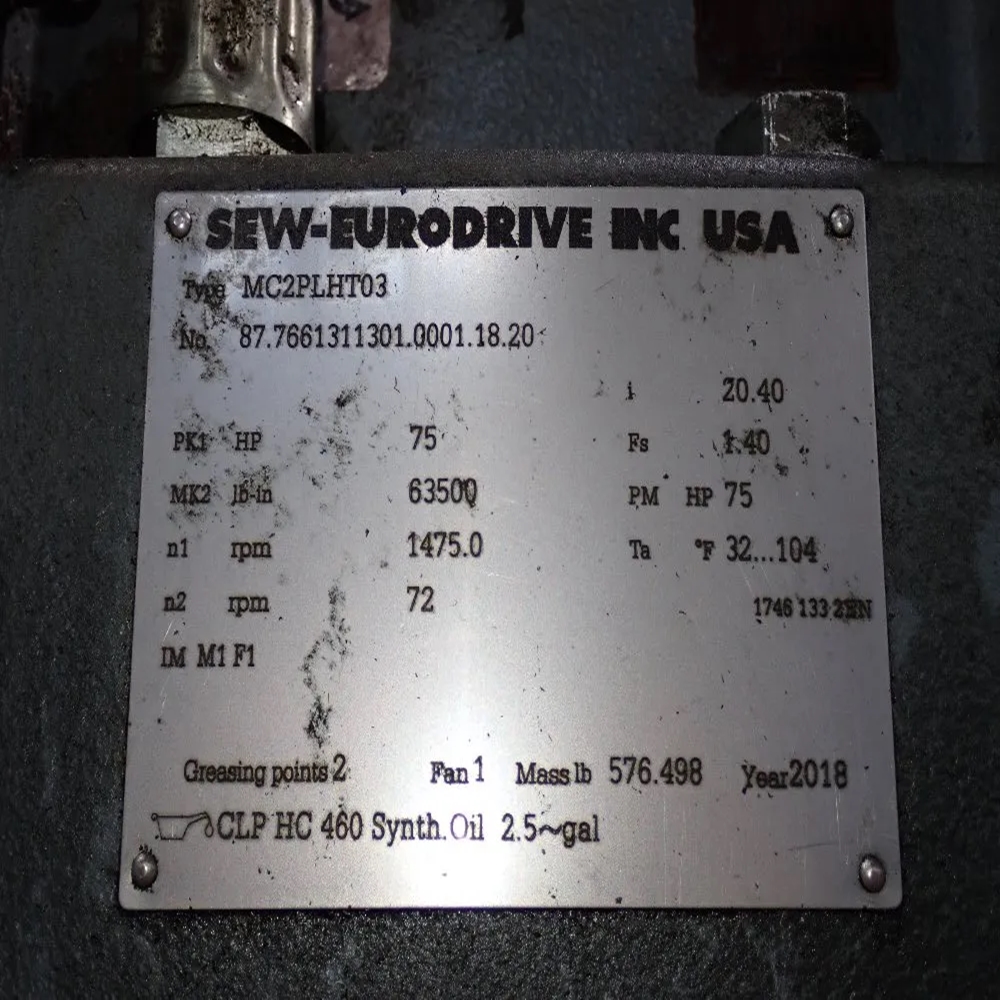 SEW-EURODRIVE INC USA
Type MC2PLHT03
No. 87.7661311301.0001.18.20
i 20.40
PK1 HP 75 Fs 1.40
MK2 lb-in 63500 PM HP 75
n1 rpm 1475.0 Ta °F 32...104
n2 rpm 72 1746 133 2EN
IM M1 F1
Greasing points 2 Fan 1 Mass lb 576.498 Year 2018
CLP HC 460 Synth.Oil 2.5~gal